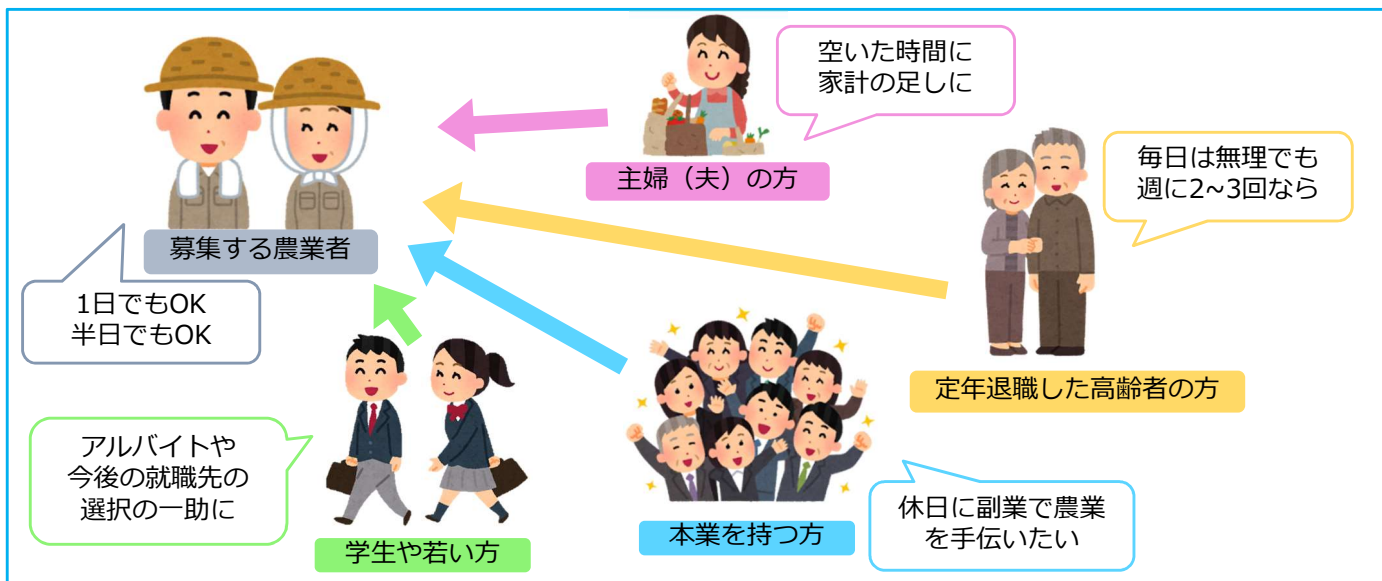 空いた時間に
家計の足しに
主婦（夫）の方
毎日は無理でも
週に2~3回なら
募集する農業者
1日でもOK
半日でもOK
定年退職した高齢者の方
アルバイトや
今後の就職先の
選択の一助に
学生や若い方
本業を持つ方
休日に副業で農業
を手伝いたい